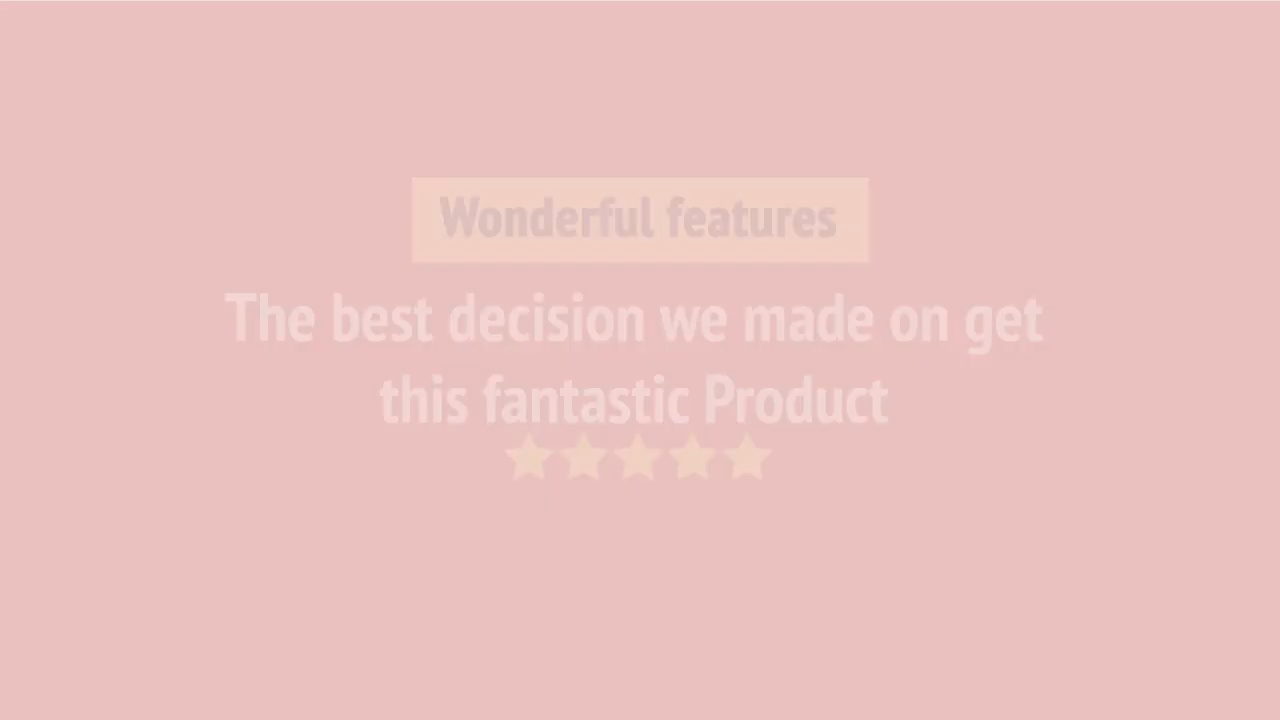 Wonderful features
The best decision we made on get
this fantastic Product